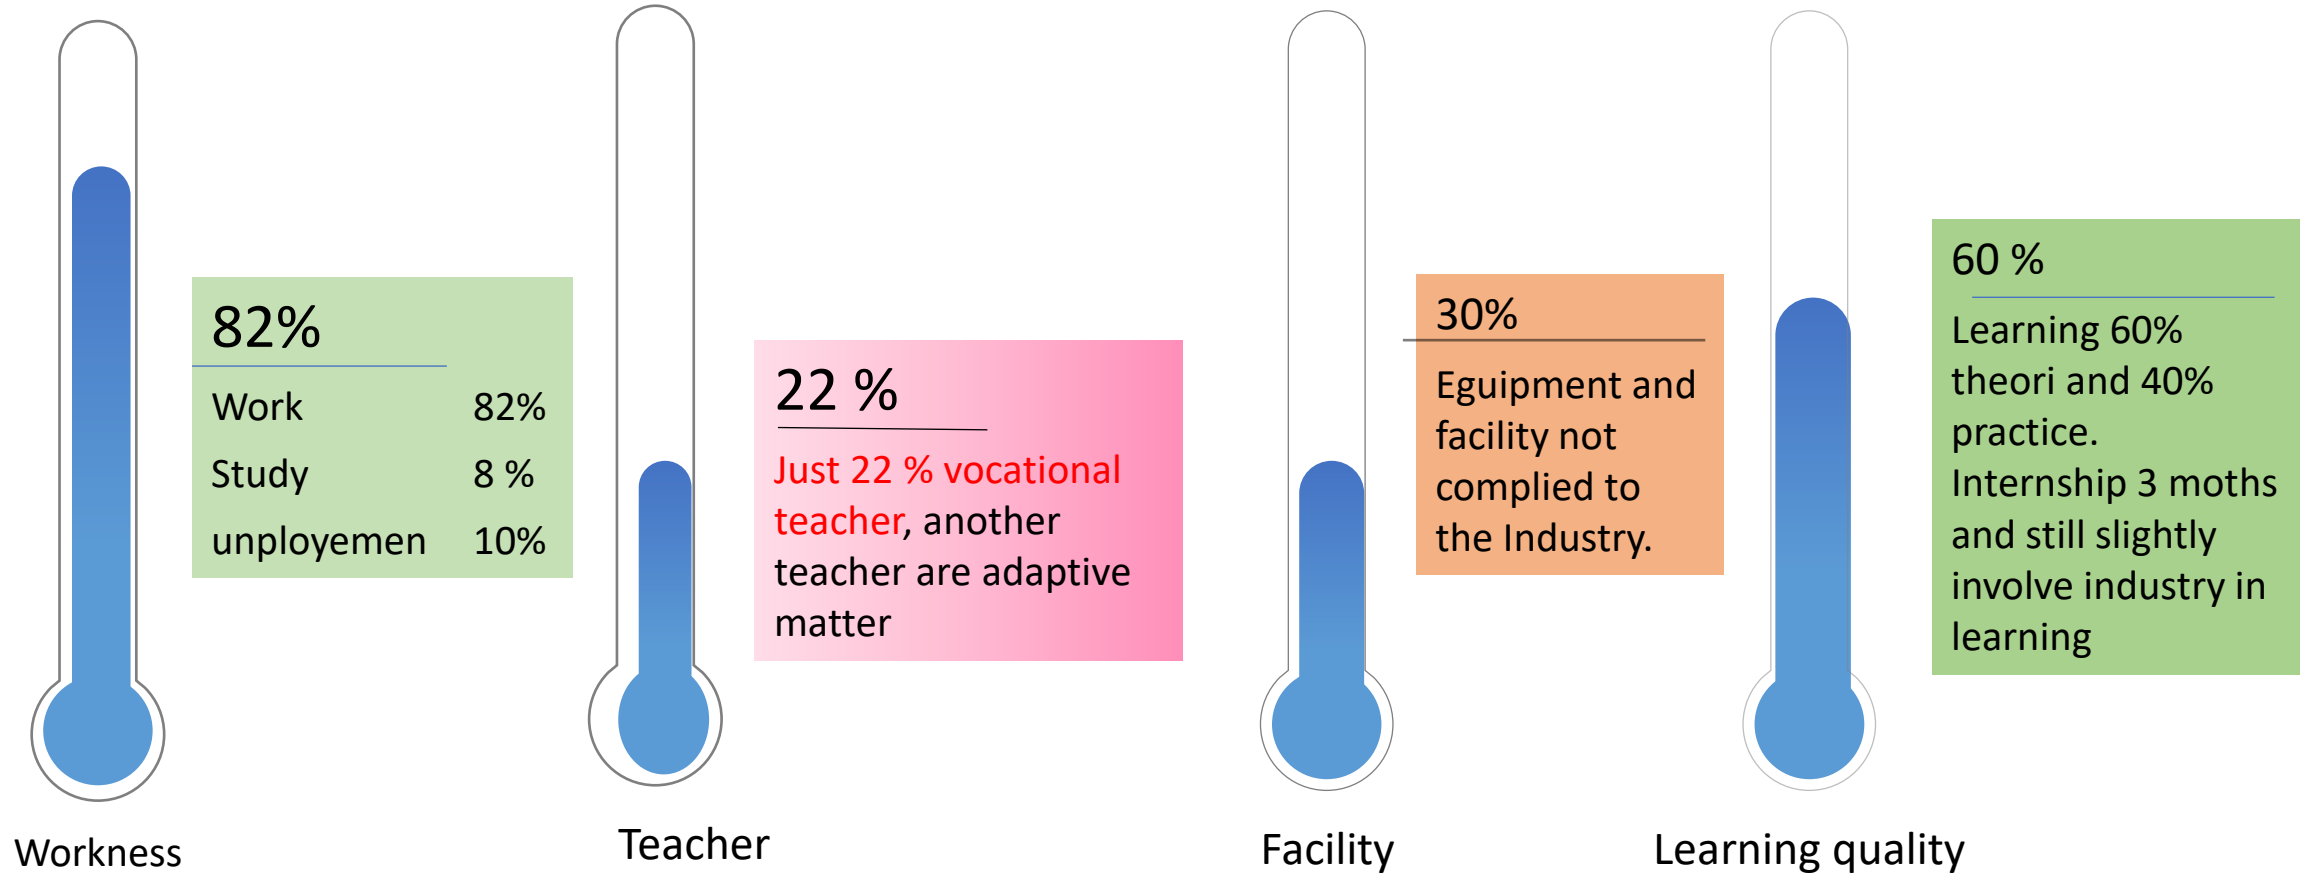 82%
Work 82%
Study 8 %
unployemen 10%
Workness
22 %
Just 22 % vocational
teacher, another
teacher are adaptive
matter
Teacher
30%
Eguipment and
facility not
complied to
the Industry.
Facility
60 %
Learning 60%
theori and 40%
practice.
Internship 3 moths
and still slightly
involve industry in
learning
Learning quality